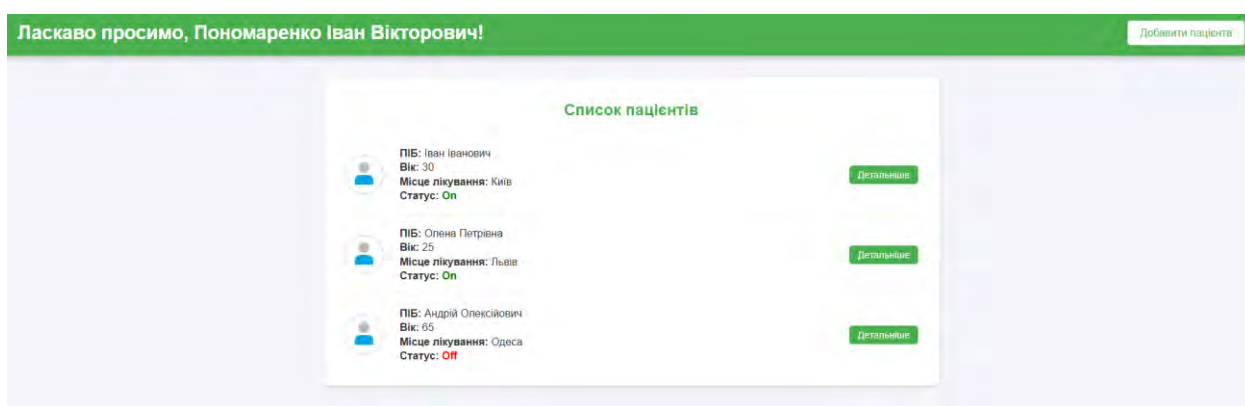 Ласкаво просимо, Пономаренко Іван Вікторович!
Добавити пацієнта
Список пацієнтів
ПІБ: Іван Іванович
Вік: 30
Місце лікування: Київ
Статус: On
Детальніше
ПІБ: Олена Петрівна
Вік: 25
Місце лікування: Львів
Статус: On
Детальніше
ПІБ: Андрій Олексійович
Вік: 65
Місце лікування: Одеса
Статус: Off
Детальніше